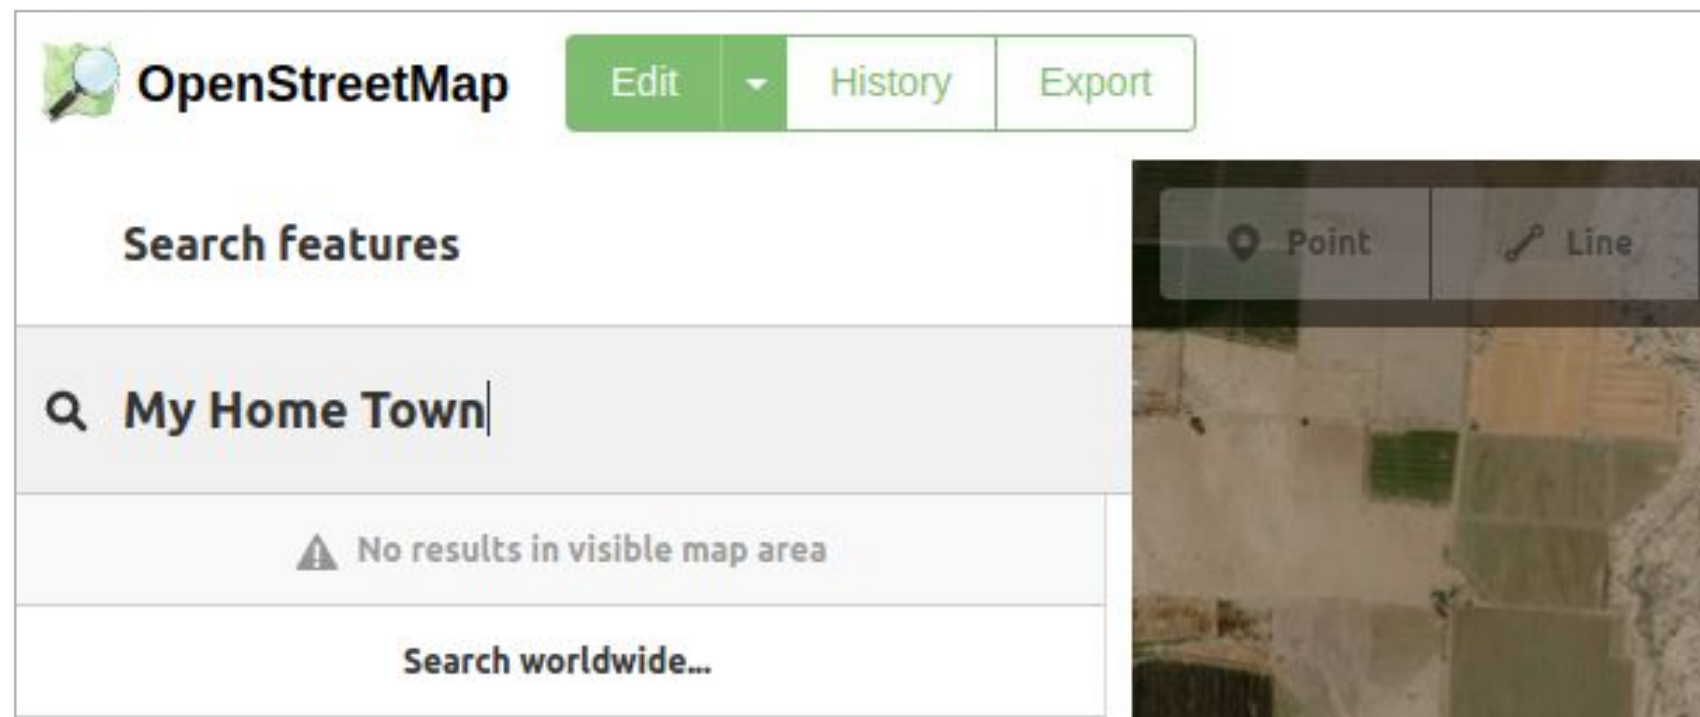 OpenStreetMap Edit History Export
Search features
Point Line
My Home Town
No results in visible map area
Search worldwide...